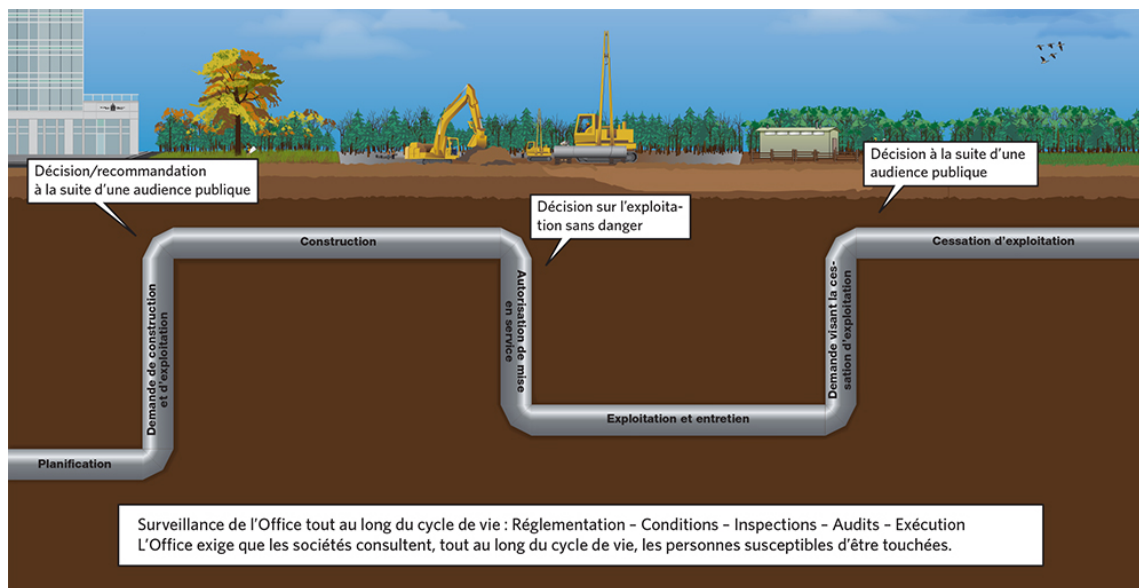 Décision/recommandation
à la suite d'une audience publique
Décision sur l'exploita-
tion sans danger
Décision à la suite d'une
audience publique
Planification
Demande de construction
et d'exploitation
Construction
Autorisation de mise
en service
Exploitation et entretien
Demande visant la ces-
sation d'exploitation
Cessation d'exploitation
Surveillance de l'Office tout au long du cycle de vie : Réglementation – Conditions – Inspections – Audits – Exécution
L'Office exige que les sociétés consultent, tout au long du cycle de vie, les personnes susceptibles d'être touchées.